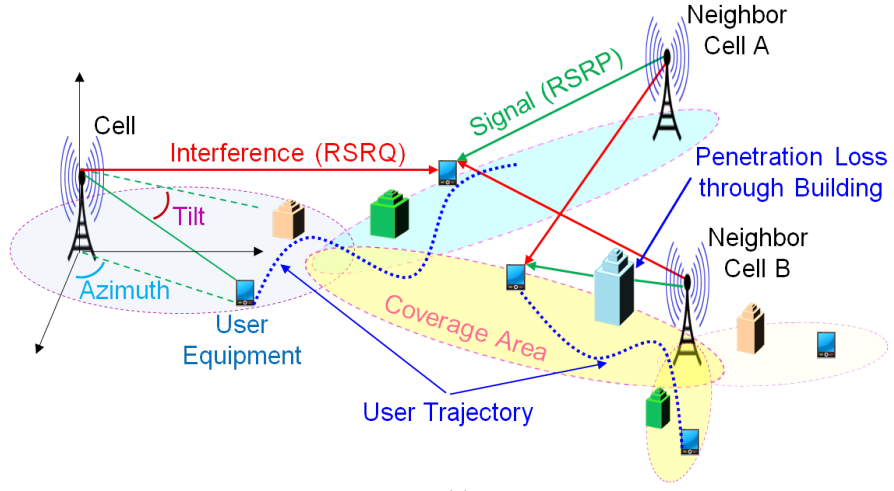 Neighbor
Cell A
Cell
Signal (RSRP)
Interference (RSRQ)
Penetration Loss
through Building
Tilt
Neighbor
Cell B
Azimuth
Coverage Area
User
Equipment
User Trajectory